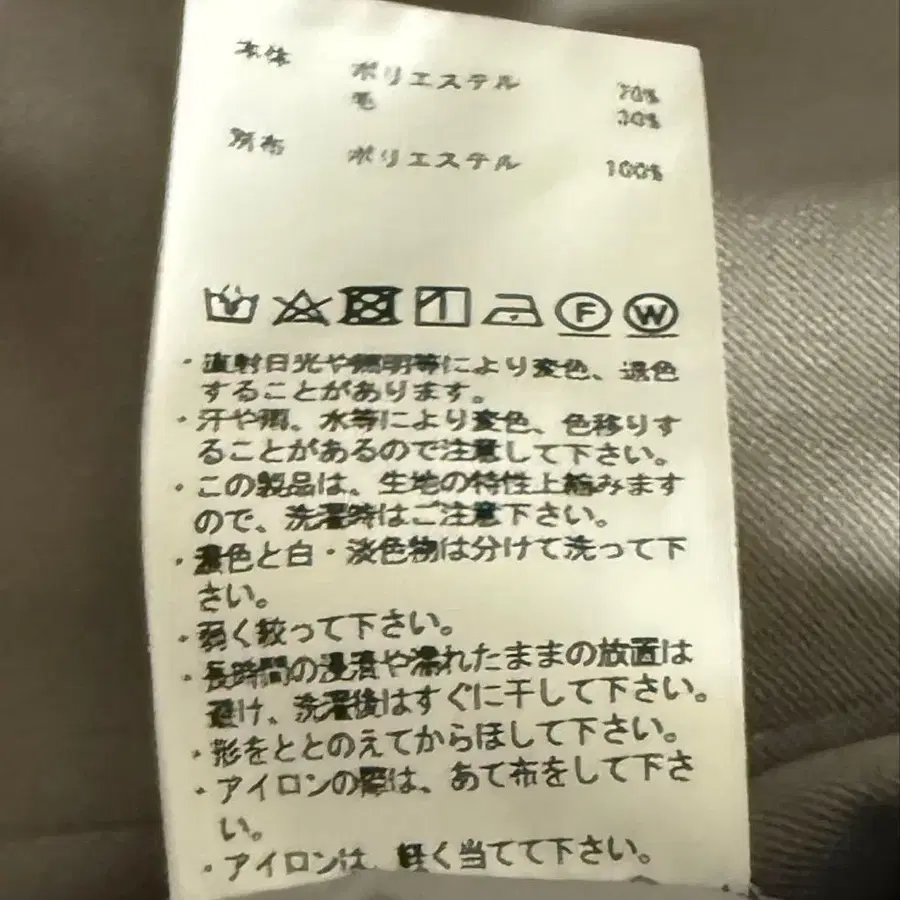 本体 ポリエステル 70%
毛 30%
別布 ポリエステル 100%
F W
・直射日光や照明等により変色、退色
することがあります。
・汗や雨、水等により変色、色移りす
ることがあるので注意して下さい。
・この製品は、生地の特性上縮みます
ので、洗濯時はご注意下さい。
・濃色と白・淡色物は分けて洗って下
さい。
・弱く絞って下さい。
・長時間の浸漬や濡れたままの放置は
避け、洗濯後はすぐに干して下さい。
・形をととのえてからほして下さい。
・アイロンの際は、あて布をして下さ
い。
・アイロンは、軽く当てて下さい。